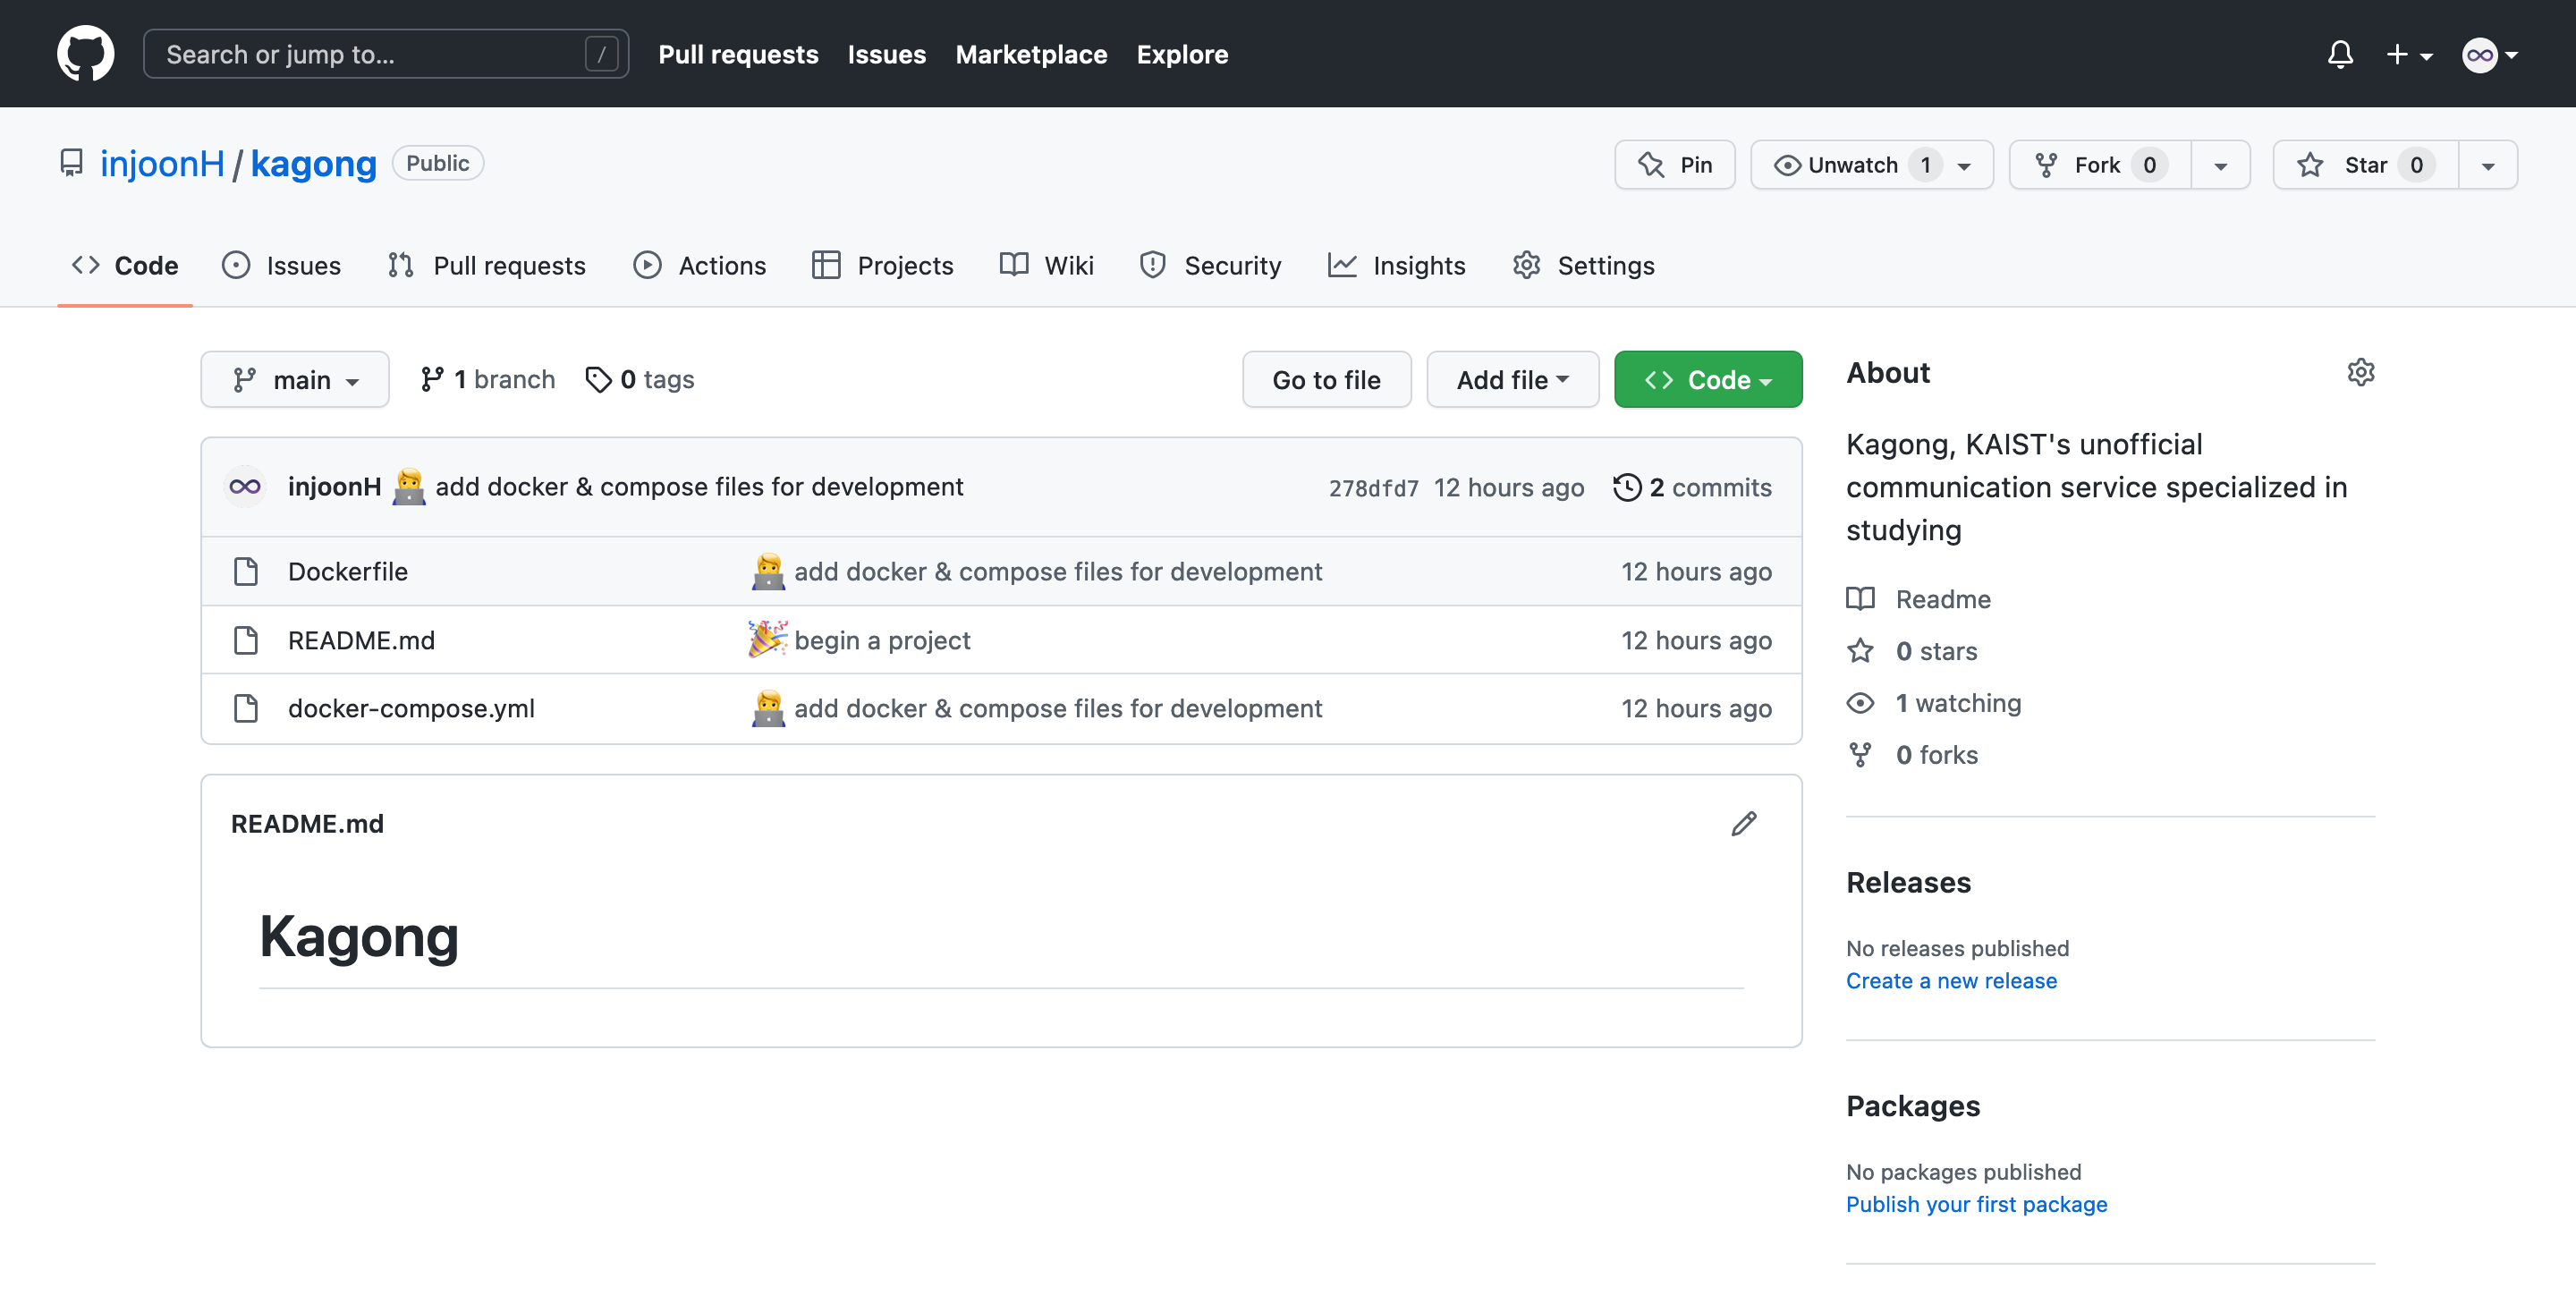 Search or jump to... / Pull requests Issues Marketplace Explore
injoonH / kagong Public Pin Unwatch 1 Fork 0 Star 0
Code Issues Pull requests Actions Projects Wiki Security Insights Settings
main 1 branch 0 tags Go to file Add file Code
injoonH 🧑‍💻 add docker & compose files for development 278dfd7 12 hours ago 2 commits
Dockerfile 🧑‍💻 add docker & compose files for development 12 hours ago
README.md 🎉 begin a project 12 hours ago
docker-compose.yml 🧑‍💻 add docker & compose files for development 12 hours ago
README.md
Kagong
About
Kagong, KAIST's unofficial
communication service specialized in
studying
Readme
0 stars
1 watching
0 forks
Releases
No releases published
Create a new release
Packages
No packages published
Publish your first package